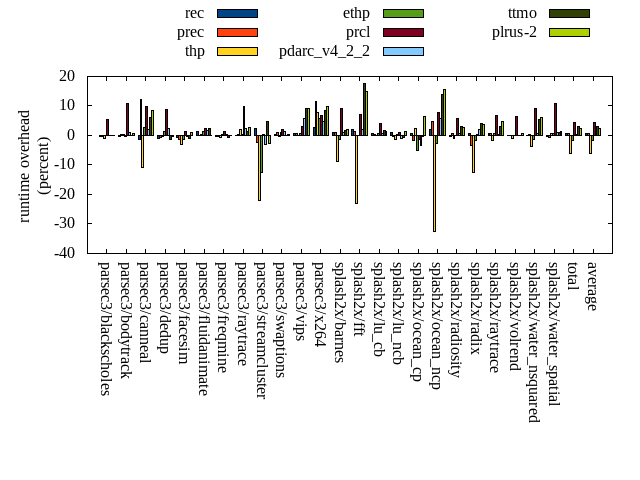 rec ethp ttmo
prec prcl plrus-2
thp pdarc_v4_2_2
runtime overhead
(percent)
20
10
0
-10
-20
-30
-40
parsec3/blackscholes
parsec3/bodytrack
parsec3/canneal
parsec3/dedup
parsec3/facesim
parsec3/fluidanimate
parsec3/freqmine
parsec3/raytrace
parsec3/streamcluster
parsec3/swaptions
parsec3/vips
parsec3/x264
splash2x/barnes
splash2x/fft
splash2x/lu_cb
splash2x/lu_ncb
splash2x/ocean_cp
splash2x/ocean_ncp
splash2x/radiosity
splash2x/radix
splash2x/raytrace
splash2x/volrend
splash2x/water_nsquared
splash2x/water_spatial
total
average